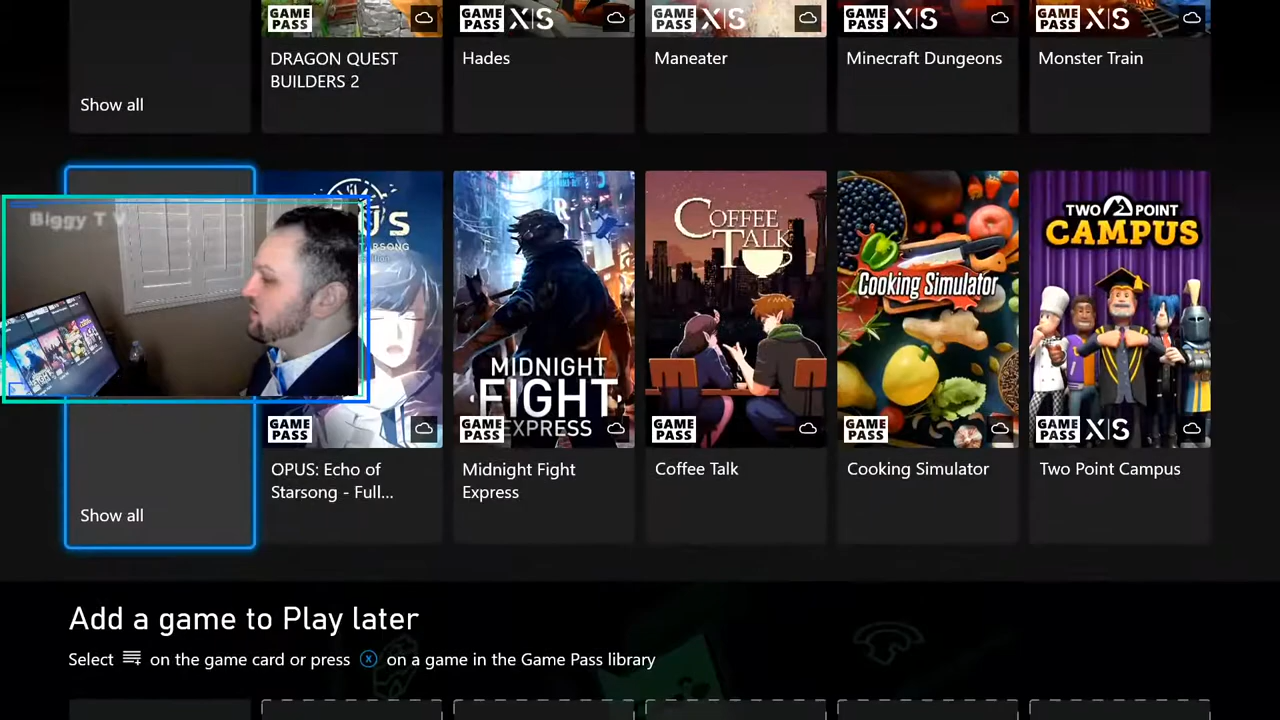 GAME PASS
GAME PASS X|S
GAME PASS X|S
GAME PASS X|S
GAME PASS X|S
DRAGON QUEST
BUILDERS 2
Hades
Maneater
Minecraft Dungeons
Monster Train
Show all
Biggy T V
US
STARSONG
MIDNIGHT
FIGHT
EXPRESS
COFFEE
TALK
Cooking Simulator
TWO POINT
CAMPUS
GAME PASS
GAME PASS
GAME PASS
GAME PASS
GAME PASS X|S
OPUS: Echo of
Starsong - Full...
Midnight Fight
Express
Coffee Talk
Cooking Simulator
Two Point Campus
Show all
Add a game to Play later
Select on the game card or press X on a game in the Game Pass library